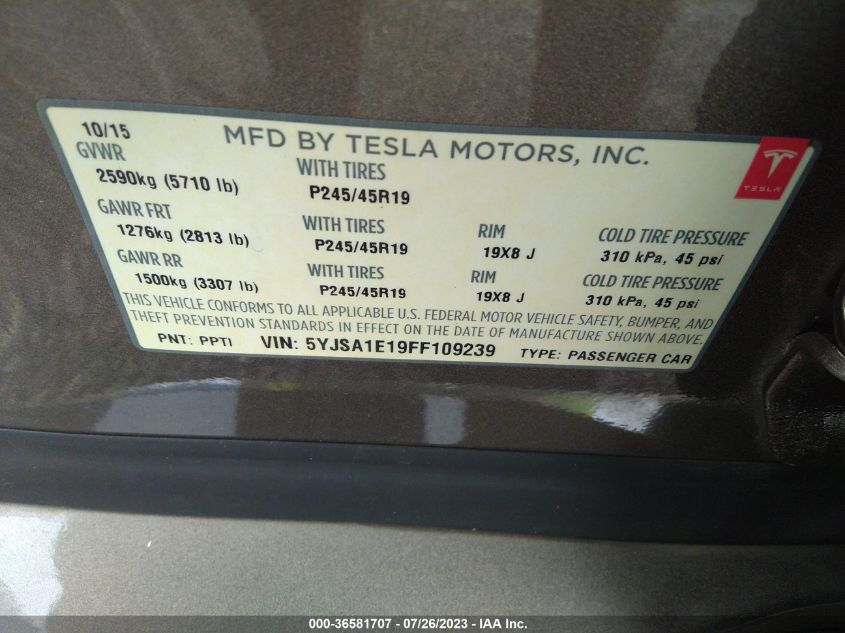 10/15 MFD BY TESLA MOTORS, INC.
GVWR
2590kg (5710 lb) WITH TIRES P245/45R19
TESLA
GAWR FRT
1276kg (2813 lb) WITH TIRES P245/45R19 RIM 19X8 J COLD TIRE PRESSURE 310 kPa, 45 psi
GAWR RR
1500kg (3307 lb) WITH TIRES P245/45R19 RIM 19X8 J COLD TIRE PRESSURE 310 kPa, 45 psi
THIS VEHICLE CONFORMS TO ALL APPLICABLE U.S. FEDERAL MOTOR VEHICLE SAFETY, BUMPER, AND
THEFT PREVENTION STANDARDS IN EFFECT ON THE DATE OF MANUFACTURE SHOWN ABOVE.
PNT: PPTI VIN: 5YJSA1E19FF109239 TYPE: PASSENGER CAR
000-36581707 - 07/26/2023 - IAA Inc.